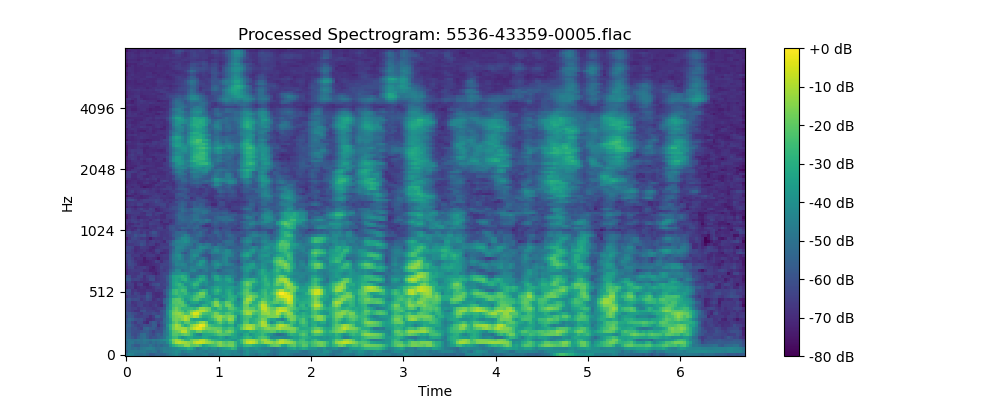 Processed Spectrogram: 5536-43359-0005.flac
Hz
4096
2048
1024
512
0
0 1 2 3 4 5 6
Time
+0 dB
-10 dB
-20 dB
-30 dB
-40 dB
-50 dB
-60 dB
-70 dB
-80 dB